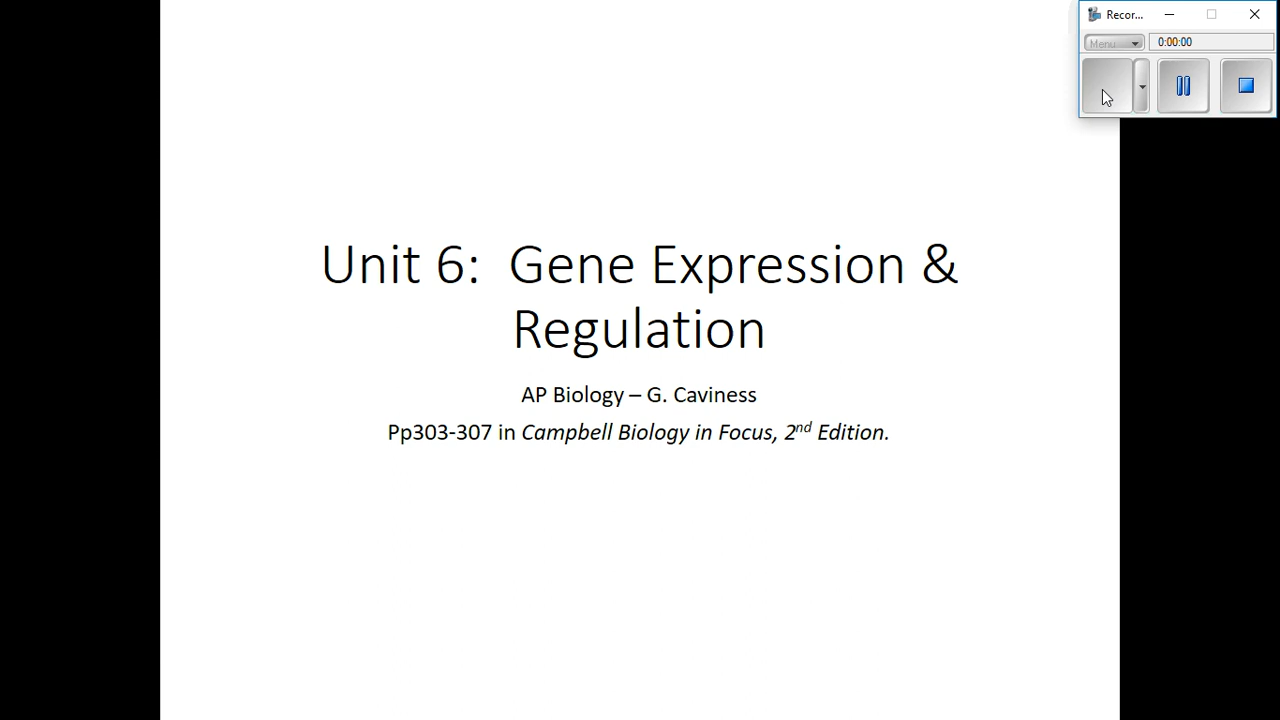 Recor...
Menu
0:00:00
Unit 6: Gene Expression &
Regulation
AP Biology – G. Caviness
Pp303-307 in Campbell Biology in Focus, 2nd Edition.